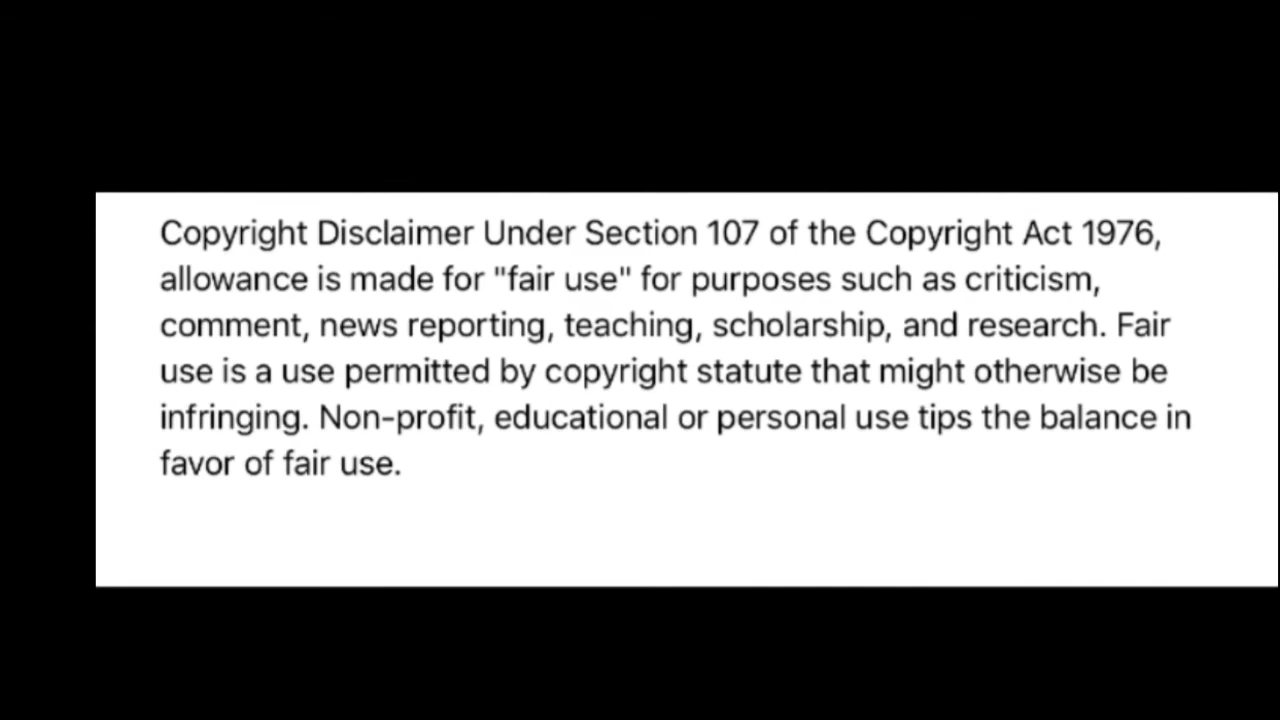 Copyright Disclaimer Under Section 107 of the Copyright Act 1976,
allowance is made for "fair use" for purposes such as criticism,
comment, news reporting, teaching, scholarship, and research. Fair
use is a use permitted by copyright statute that might otherwise be
infringing. Non-profit, educational or personal use tips the balance in
favor of fair use.